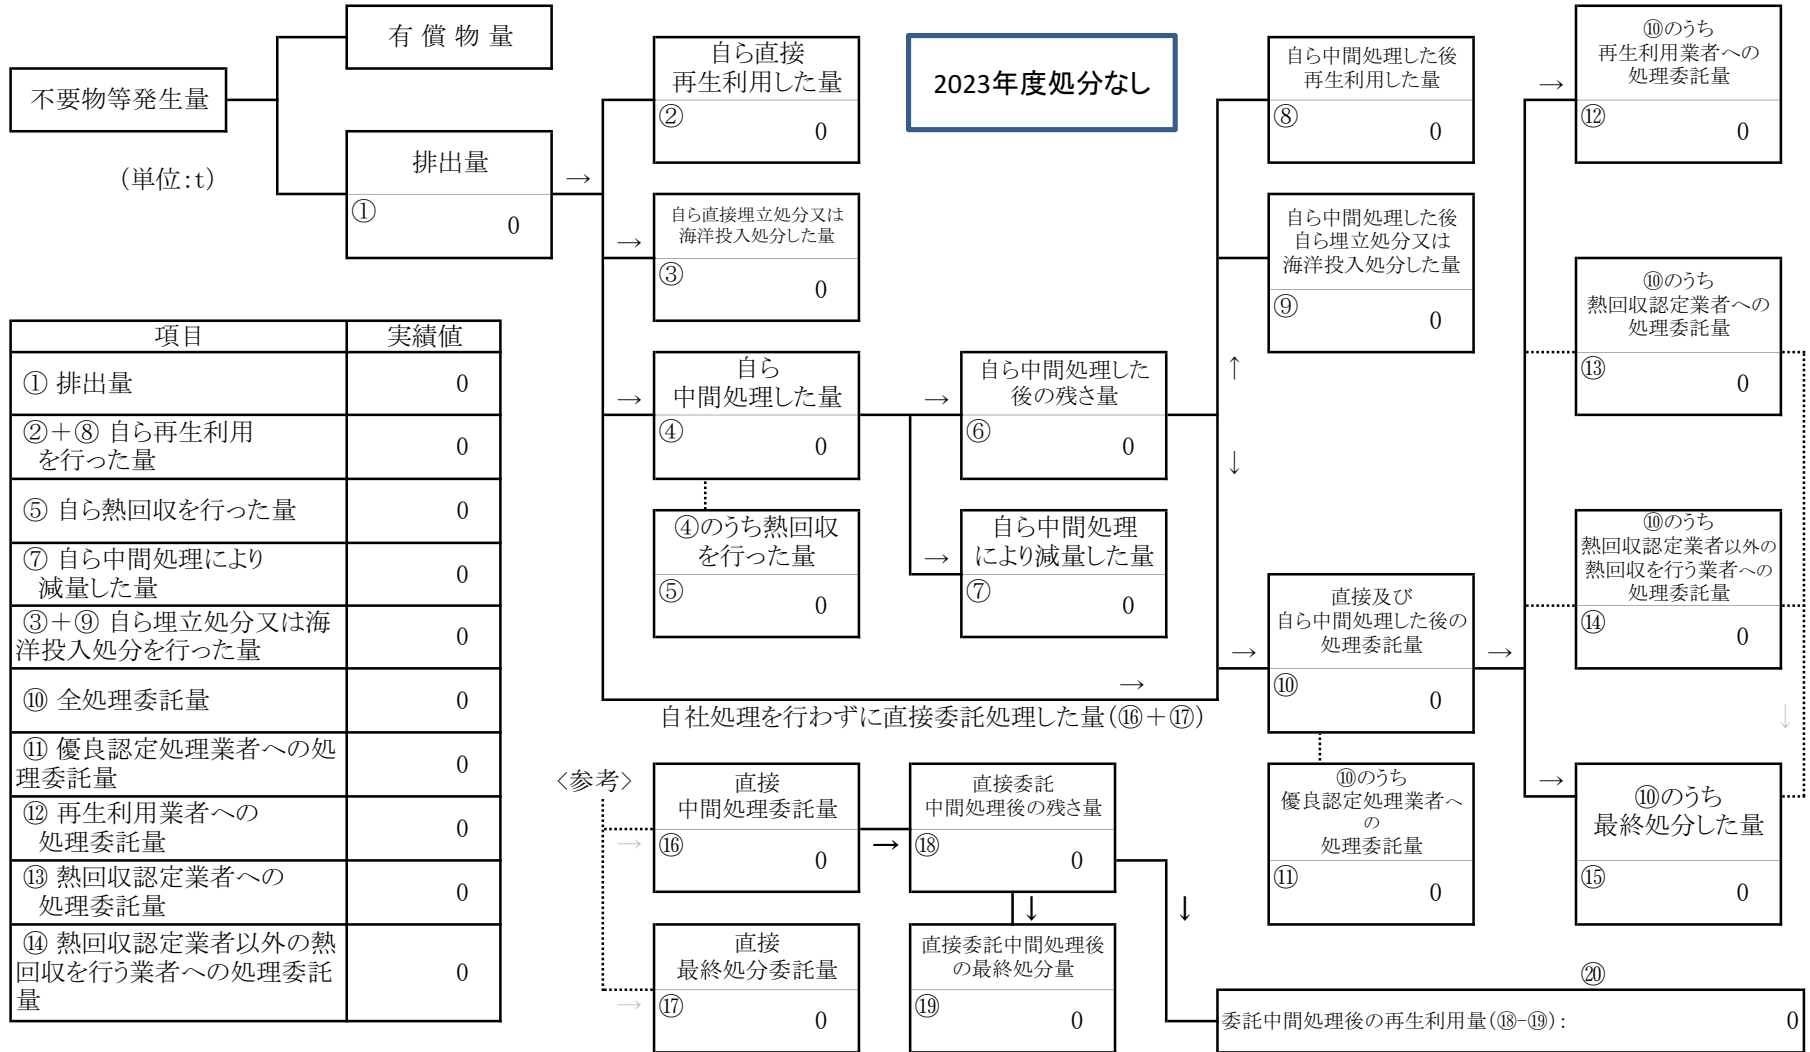 不要物等発生量
(単位:t)
有 償 物 量
排出量
→
①
0
自ら直接
再生利用した量
②
0
2023年度処分なし
→
自ら直接埋立処分又は
海洋投入処分した量
③
0
→
自ら
中間処理した量
④
0
④のうち熱回収
を行った量
⑤
0
→
自ら中間処理した
後の残さ量
⑥
0
→
自ら中間処理
により減量した量
⑦
0
↑
↓
自ら中間処理した後
再生利用した量
⑧
0
自ら中間処理した後
自ら埋立処分又は
海洋投入処分した量
⑨
0
→
自社処理を行わずに直接委託処理した量(⑯+⑰)
→
直接及び
自ら中間処理した後の
処理委託量
⑩
0
→
⑩のうち
優良認定処理業者へ
の
処理委託量
⑪
0
→
⑩のうち
再生利用業者への
処理委託量
⑫
0
⑩のうち
熱回収認定業者への
処理委託量
⑬
0
⑩のうち
熱回収認定業者以外の
熱回収を行う業者への
処理委託量
⑭
0
↓
→
⑩のうち
最終処分した量
⑮
0
項目 実績値
① 排出量 0
②+⑧ 自ら再生利用
を行った量 0
⑤ 自ら熱回収を行った量 0
⑦ 自ら中間処理により
減量した量 0
③+⑨ 自ら埋立処分又は海
洋投入処分を行った量 0
⑩ 全処理委託量 0
⑪ 優良認定処理業者への処
理委託量 0
⑫ 再生利用業者への
処理委託量 0
⑬ 熱回収認定業者への
処理委託量 0
⑭ 熱回収認定業者以外の熱
回収を行う業者への処理委託
量 0
<参考>
→
直接
中間処理委託量
⑯
0
→
直接委託
中間処理後の残さ量
⑱
0
↓
↓
→
直接
最終処分委託量
⑰
0
直接委託中間処理後
の最終処分量
⑲
0
⑳
委託中間処理後の再生利用量(⑱-⑲): 0